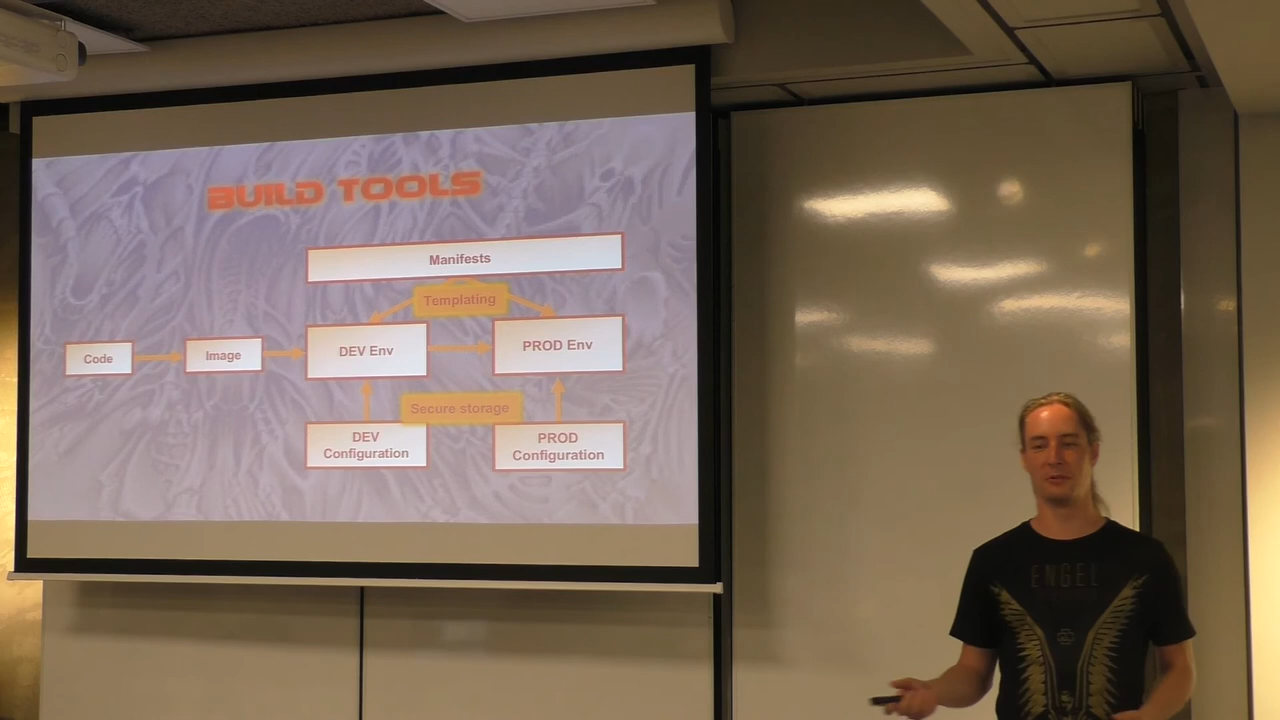 BUILD TOOLS
Manifests
Templating
Code
Image
DEV Env
PROD Env
Secure storage
DEV
Configuration
PROD
Configuration
ENGEL